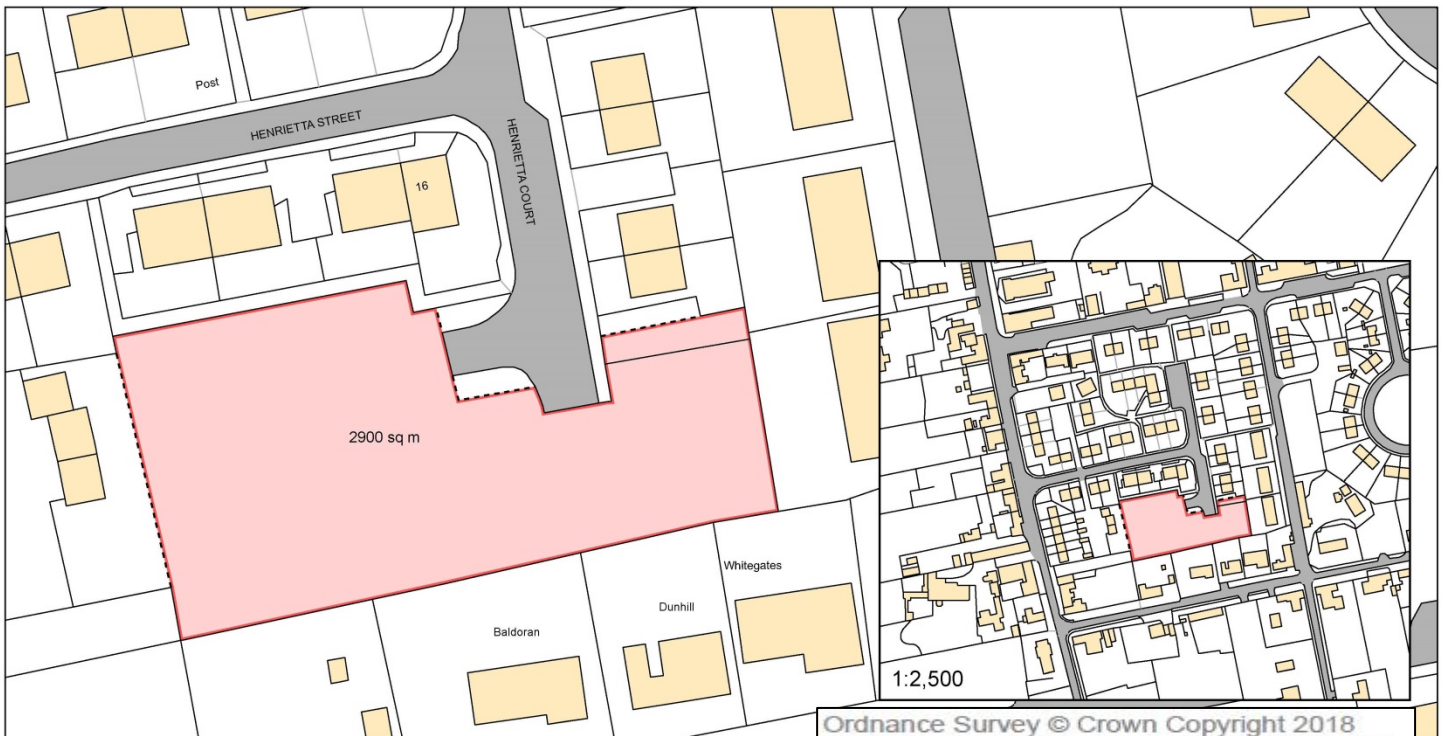 Post
HENRIETTA STREET
HENRIETTA COURT
16
2900 sq m
Whitegates
Dunhill
Baldoran
1:2,500
Ordnance Survey © Crown Copyright 2018